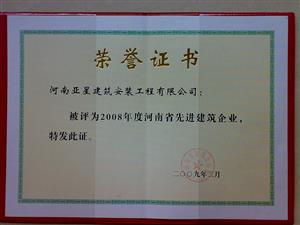 荣誉证书
河南亚星建筑安装工程有限公司：
被评为2008年度河南省先进建筑企业，
特发此证。
二〇〇九年三月